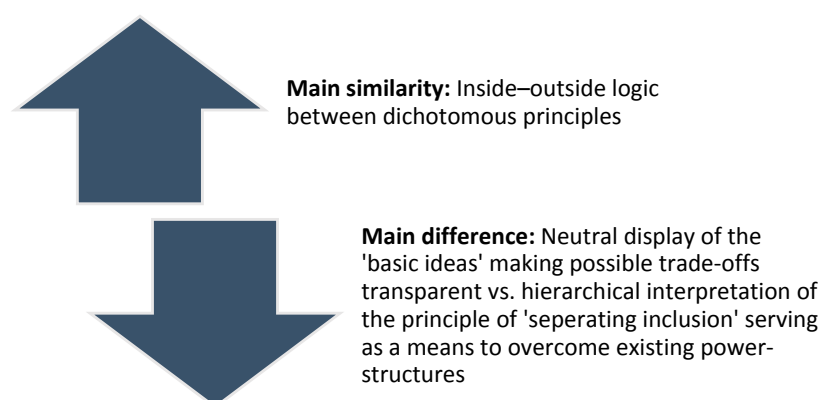 Main similarity: Inside–outside logic
between dichotomous principles
Main difference: Neutral display of the
'basic ideas' making possible trade-offs
transparent vs. hierarchical interpretation of
the principle of 'seperating inclusion' serving
as a means to overcome existing power-
structures